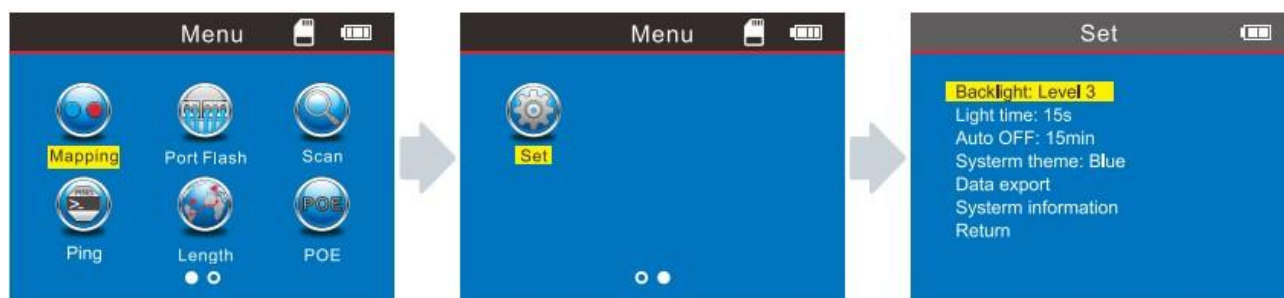 Menu
Mapping
Port Flash
Scan
PING
>_
Ping
Length
POE
POE
Menu
Set
Set
Backlight: Level 3
Light time: 15s
Auto OFF: 15min
Systerm theme: Blue
Data export
Systerm information
Return